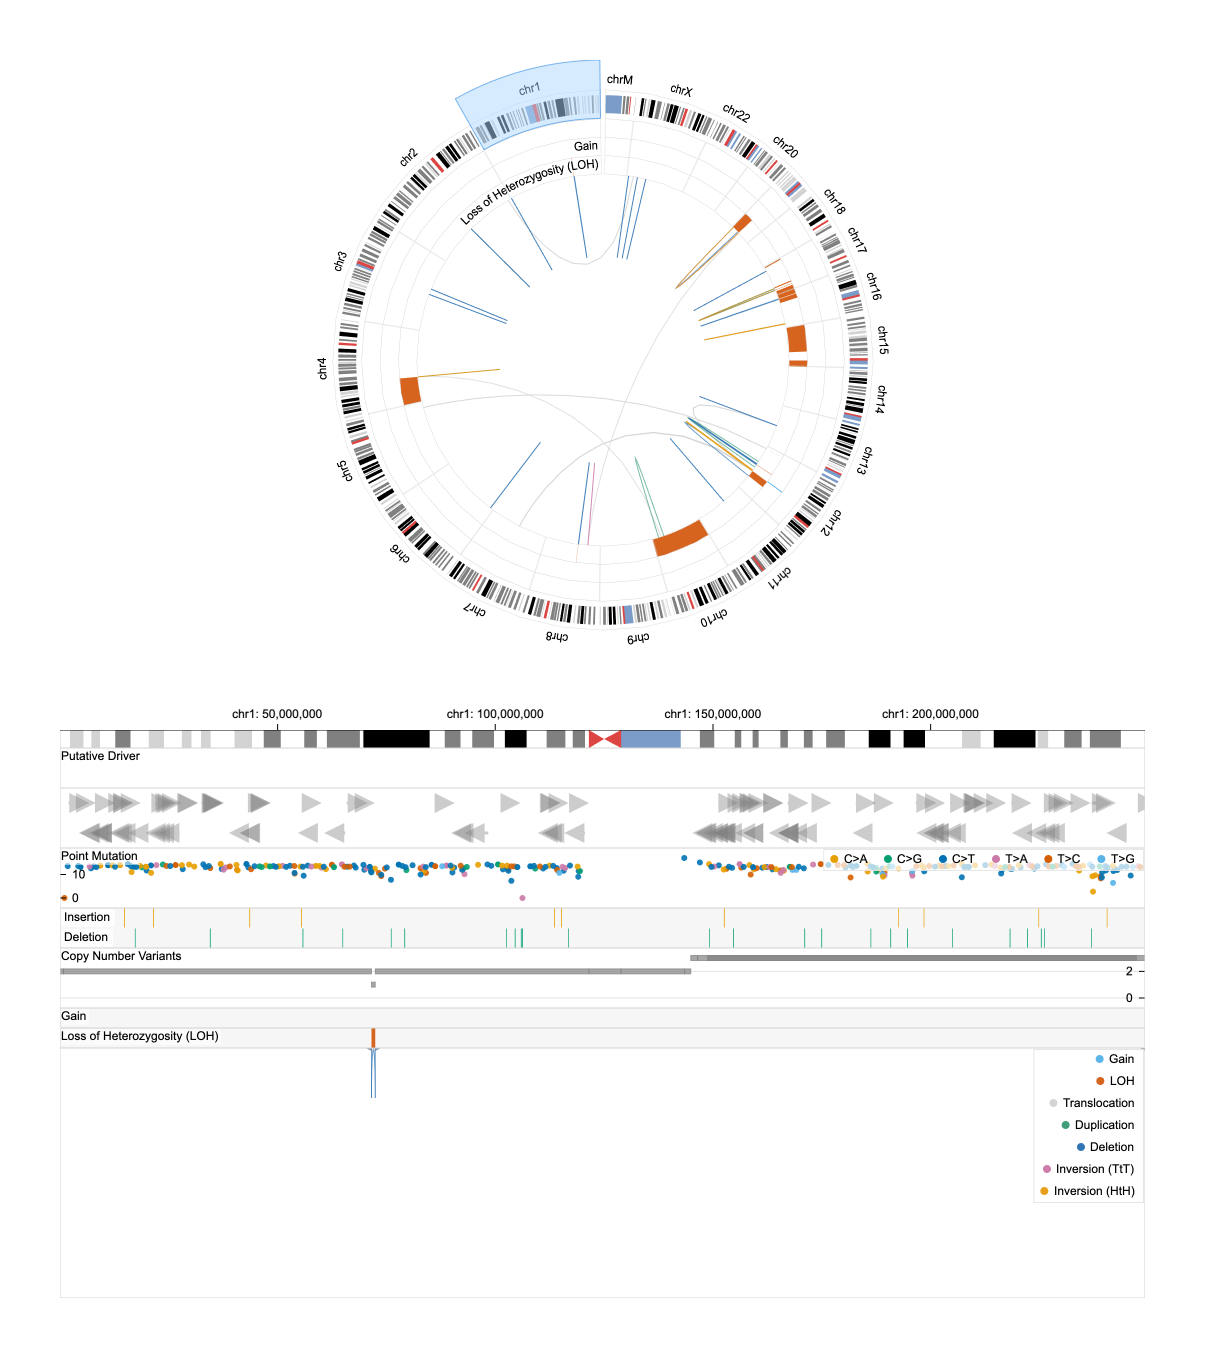 chr1
chrM
chrX
chr22
chr20
chr18
chr17
chr16
chr15
chr14
chr13
chr12
chr11
chr10
chr9
chr8
chr7
chr6
chr5
chr4
chr3
chr2
Gain
Loss of Heterozygosity (LOH)
chr1: 50,000,000 chr1: 100,000,000 chr1: 150,000,000 chr1: 200,000,000
Putative Driver
Point Mutation
C>A C>G C>T T>A T>C T>G
10
0
Insertion
Deletion
Copy Number Variants
2
0
Gain
Loss of Heterozygosity (LOH)
Gain
LOH
Translocation
Duplication
Deletion
Inversion (TtT)
Inversion (HtH)